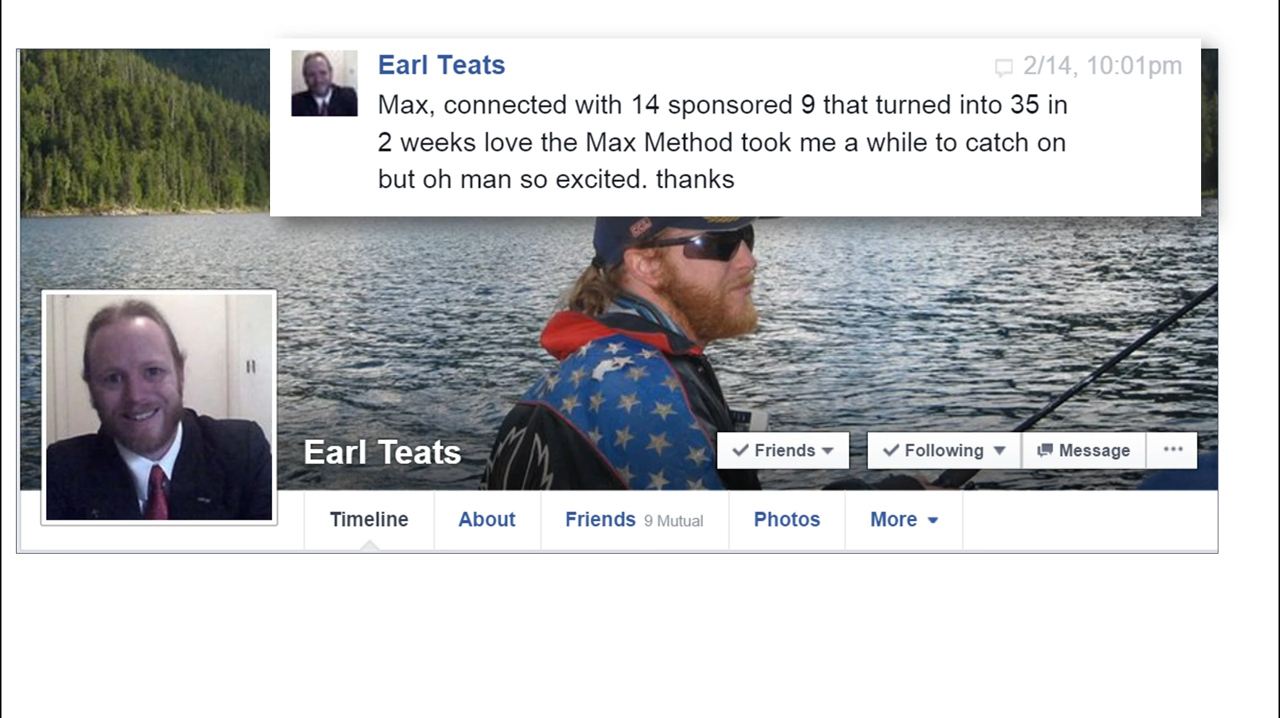 Earl Teats
2/14, 10:01pm
Max, connected with 14 sponsored 9 that turned into 35 in
2 weeks love the Max Method took me a while to catch on
but oh man so excited. thanks
Earl Teats
Friends
Following
Message
Timeline
About
Friends 9 Mutual
Photos
More